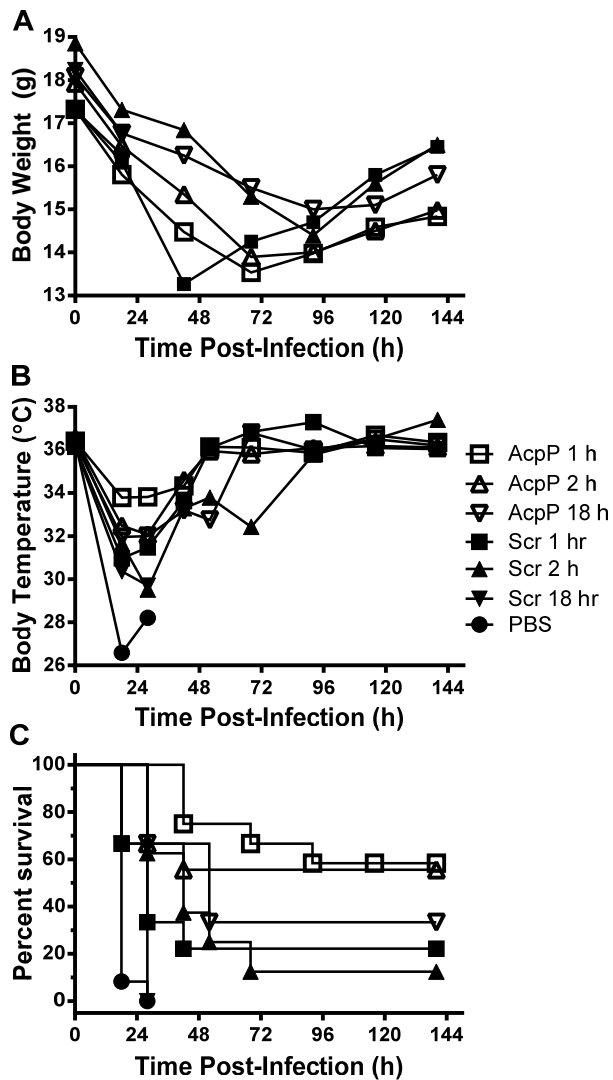 A
19
18
17
16
15
14
13
Body Weight (g)
0 24 48 72 96 120 144
Time Post-Infection (h)
B
38
36
34
32
30
28
26
Body Temperature (°C)
0 24 48 72 96 120 144
Time Post-Infection (h)
AcpP 1 h
AcpP 2 h
AcpP 18 h
Scr 1 hr
Scr 2 h
Scr 18 hr
PBS
C
100
80
60
40
20
0
Percent survival
0 24 48 72 96 120 144
Time Post-Infection (h)